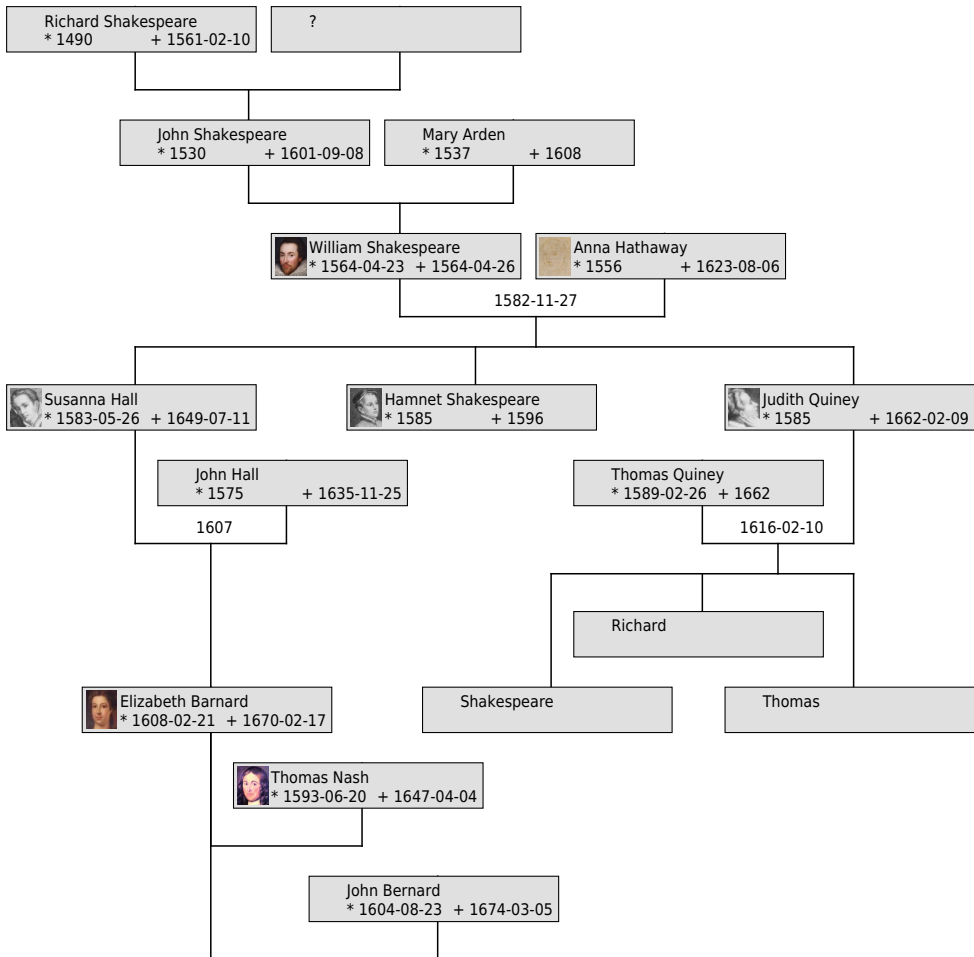 Richard Shakespeare
* 1490 + 1561-02-10
?
John Shakespeare
* 1530 + 1601-09-08
Mary Arden
* 1537 + 1608
William Shakespeare
* 1564-04-23 + 1564-04-26
Anna Hathaway
* 1556 + 1623-08-06
1582-11-27
Susanna Hall
* 1583-05-26 + 1649-07-11
Hamnet Shakespeare
* 1585 + 1596
Judith Quiney
* 1585 + 1662-02-09
John Hall
* 1575 + 1635-11-25
Thomas Quiney
* 1589-02-26 + 1662
1607
1616-02-10
Richard
Elizabeth Barnard
* 1608-02-21 + 1670-02-17
Shakespeare
Thomas
Thomas Nash
* 1593-06-20 + 1647-04-04
John Bernard
* 1604-08-23 + 1674-03-05